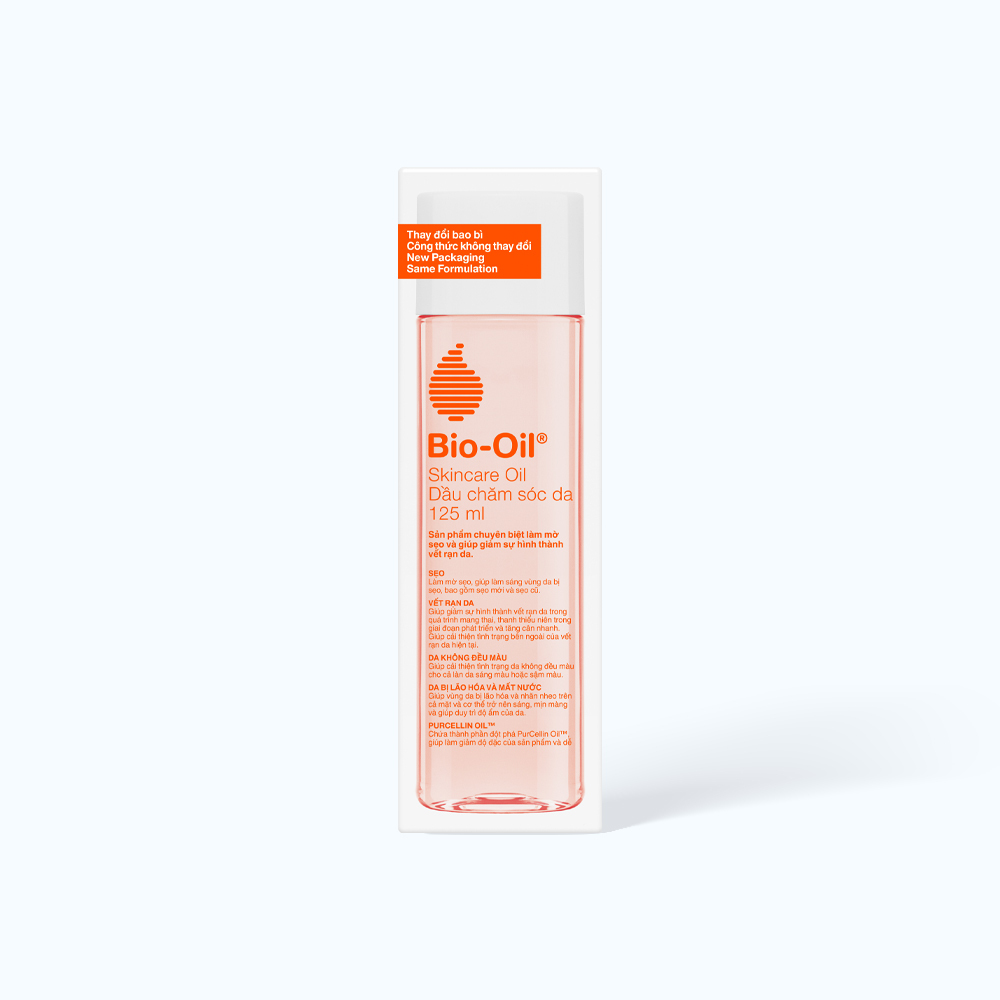 Thay đổi bao bì
Công thức không thay đổi
New Packaging
Same Formulation
Bio-Oil®
Skincare Oil
Dầu chăm sóc da
125 ml
Sản phẩm chuyên biệt làm mờ
sẹo và giúp giảm sự hình thành
vết rạn da.
SẸO
Làm mờ sẹo, giúp làm sáng vùng da bị
sẹo, bao gồm sẹo mới và sẹo cũ.
VẾT RẠN DA
Giúp giảm sự hình thành vết rạn da trong
quá trình mang thai, thanh thiếu niên trong
giai đoạn phát triển và tăng cân nhanh.
Giúp cải thiện tình trạng bên ngoài của vết
rạn da hiện tại.
DA KHÔNG ĐỀU MÀU
Giúp cải thiện tình trạng da không đều màu
cho cả làn da sáng màu hoặc sậm màu.
DA BỊ LÃO HÓA VÀ MẤT NƯỚC
Giúp vùng da bị lão hóa và nhăn nheo trên
cả mặt và cơ thể trở nên sáng, mịn màng
và giúp duy trì độ ẩm của da.
PURCELLIN OIL™
Chứa thành phần đột phá PurCellin Oil™,
giúp làm giảm độ đặc của sản phẩm và dễ